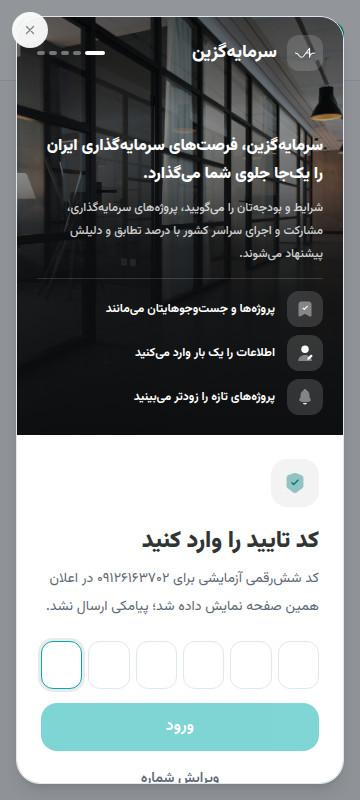 سرمایه‌گزین
سرمایه‌گزین، فرصت‌های سرمایه‌گذاری ایران
را یک‌جا جلوی شما می‌گذارد.
شرایط و بودجه‌تان را می‌گویید، پروژه‌های سرمایه‌گذاری،
مشارکت و اجرای سراسر کشور با درصد تطابق و دلیلش
پیشنهاد می‌شوند.
پروژه‌ها و جست‌وجوهایتان می‌مانند
اطلاعات را یک بار وارد می‌کنید
پروژه‌های تازه را زودتر می‌بینید
کد تایید را وارد کنید
کد شش‌رقمی آزمایشی برای ۰۹۱۲۶۱۶۳۷۰۲ در اعلان
همین صفحه نمایش داده شد؛ پیامکی ارسال نشد.
ورود
ویرایش شماره